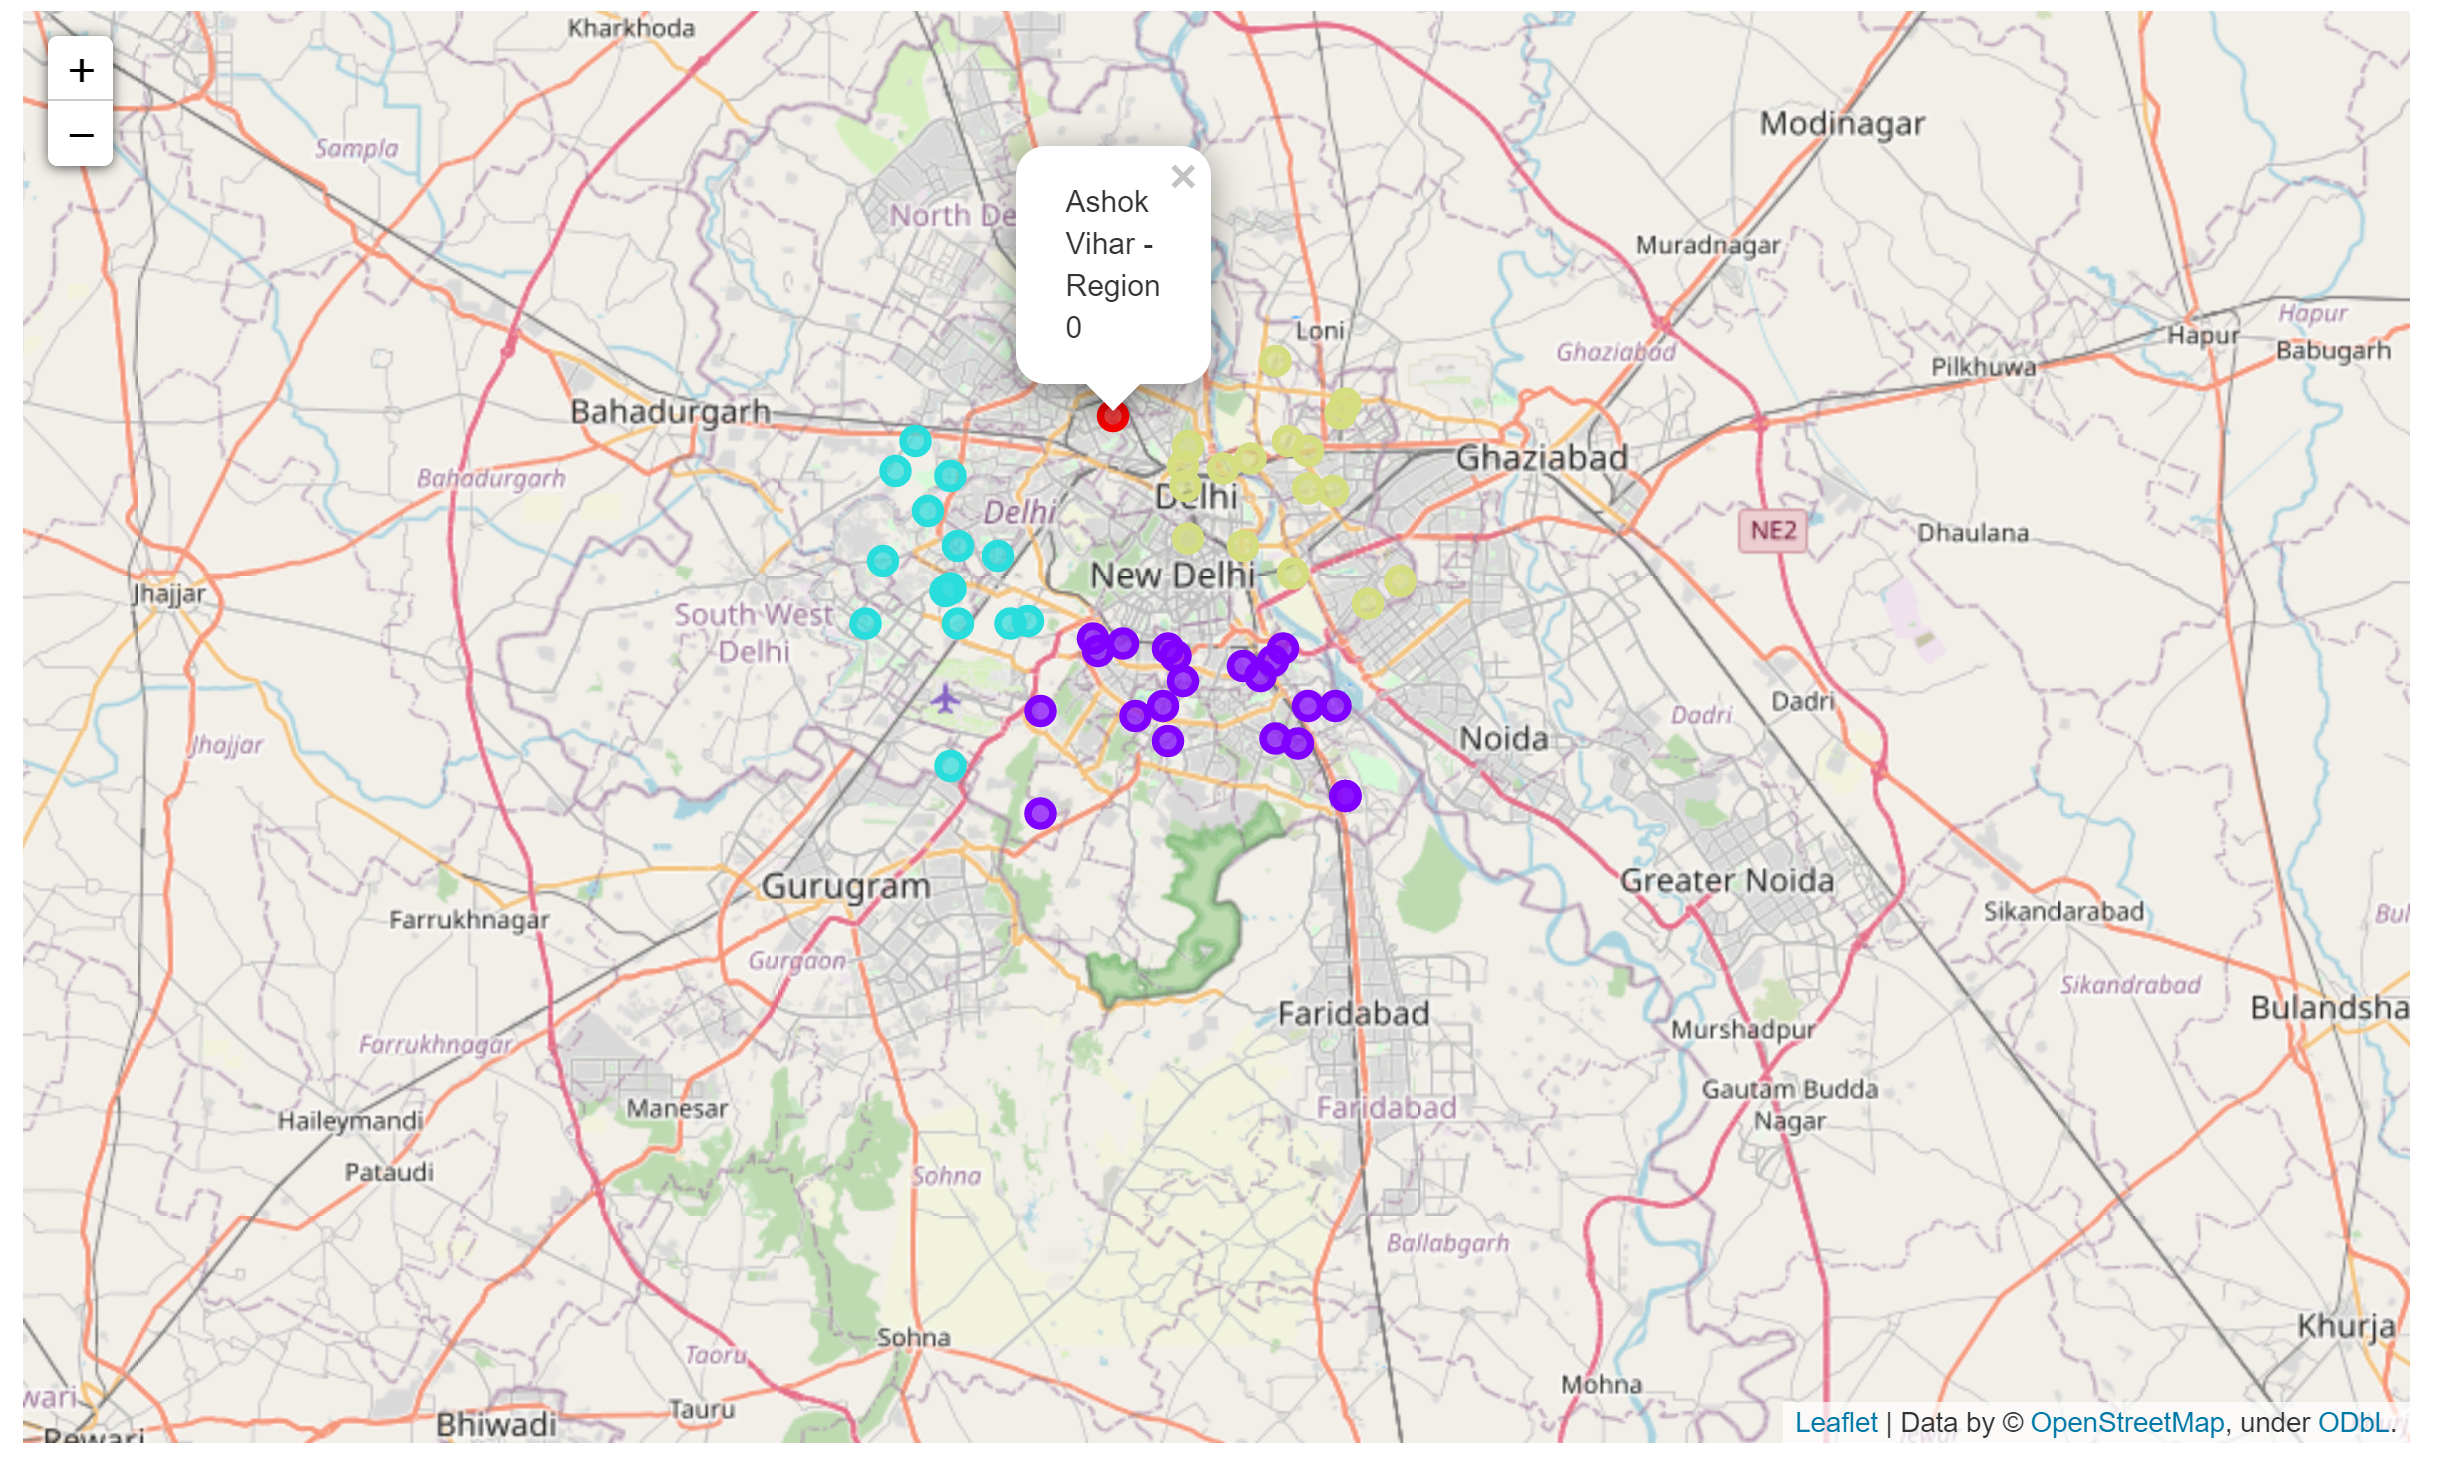 Kharkhoda
+
−
Modinagar
Sampla
×
Ashok
Vihar -
Region
0
North De
Muradnagar
Loni
Hapur
Hapur
Babugarh
Ghaziabad
Pilkhuwa
Bahadurgarh
Ghaziabad
Bahadurgarh
Delhi
Delhi
NE2
Dhaulana
New Delhi
Jhajjar
South West
Delhi
Dadri
Dadri
Jhajjar
Noida
Gurugram
Greater Noida
Farrukhnagar
Sikandarabad
Bul
Gurgaon
Sikandrabad
Bulandsha
Faridabad
Murshadpur
Farrukhnagar
Gautam Budda
Nagar
Manesar
Faridabad
Haileymandi
Pataudi
Sohna
Ballabgarh
Khurja
Sohna
Taoru
Mohna
wari
Tauru
Bhiwadi
Rewari
Leaflet | Data by © OpenStreetMap, under ODbL.